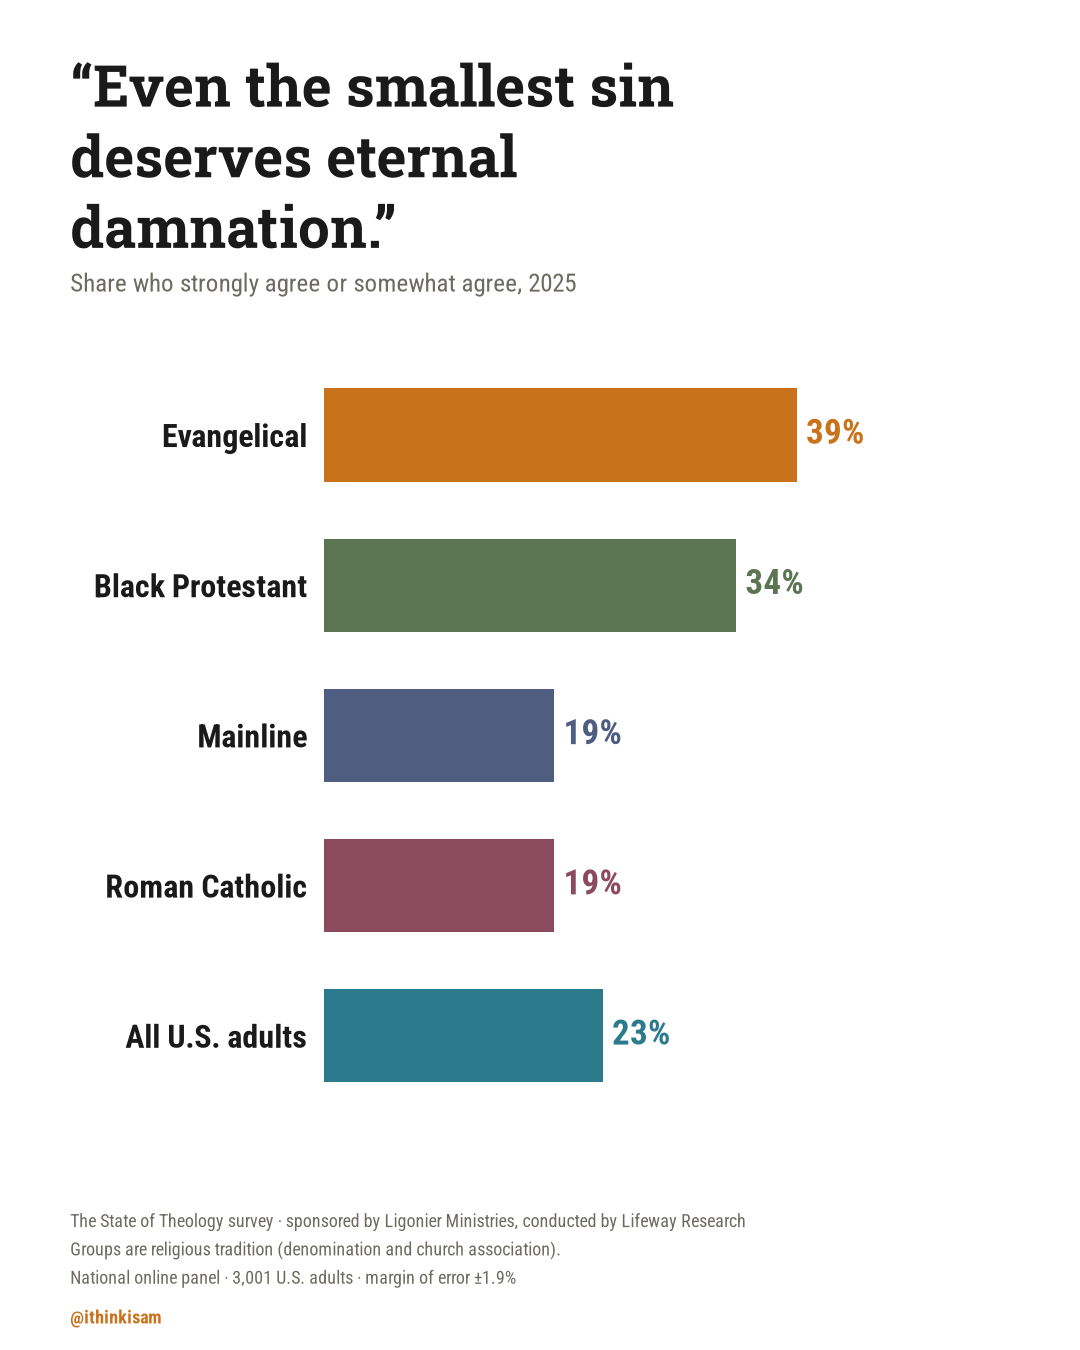 “Even the smallest sin
deserves eternal
damnation.”
Share who strongly agree or somewhat agree, 2025
Evangelical 39%
Black Protestant 34%
Mainline 19%
Roman Catholic 19%
All U.S. adults 23%
The State of Theology survey · sponsored by Ligonier Ministries, conducted by Lifeway Research
Groups are religious tradition (denomination and church association).
National online panel · 3,001 U.S. adults · margin of error ±1.9%
@ithinkisam